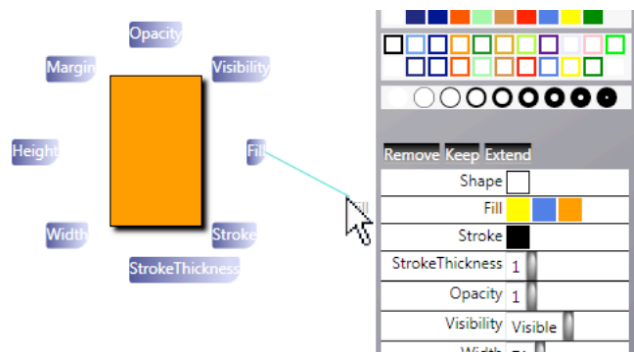 Opacity
Margin
Visibility
Height
Fill
Width
Stroke
StrokeThickness
Remove Keep Extend
Shape
Fill
Stroke
StrokeThickness 1
Opacity 1
Visibility Visible
Width